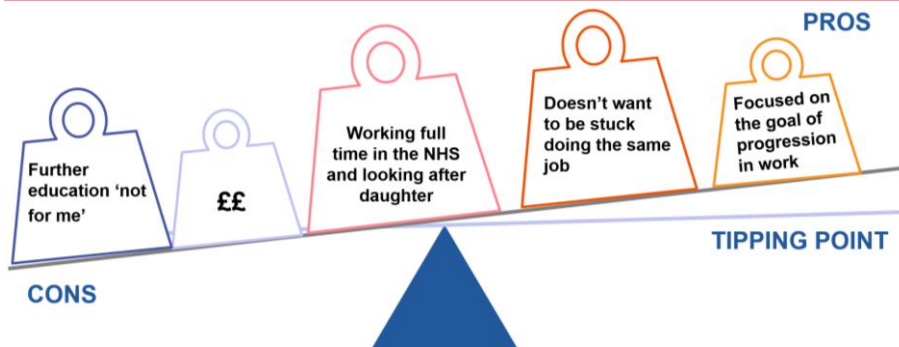 PROS
Further
education ‘not
for me’
££
Working full
time in the NHS
and looking after
daughter
Doesn’t want
to be stuck
doing the same
job
Focused on
the goal of
progression
in work
TIPPING POINT
CONS